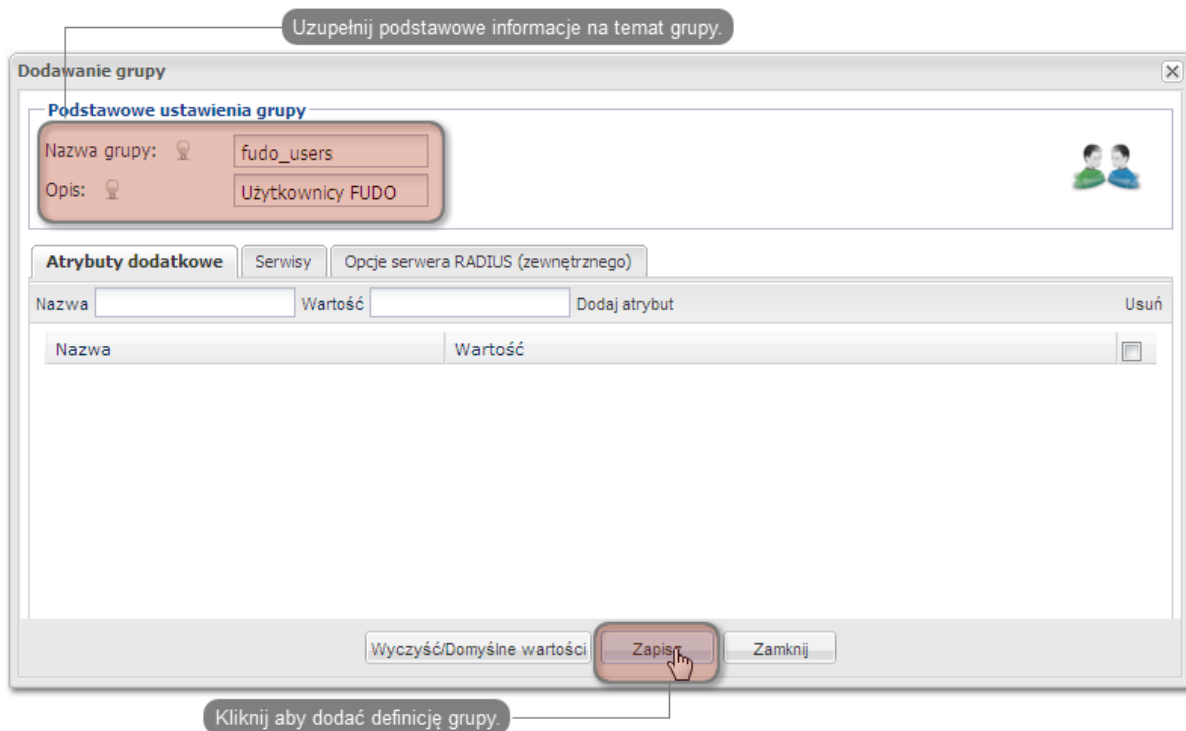 Uzupełnij podstawowe informacje na temat grupy.
Dodawanie grupy
Podstawowe ustawienia grupy
Nazwa grupy: fudo_users
Opis: Użytkownicy FUDO
Atrybuty dodatkowe Serwisy Opcje serwera RADIUS (zewnętrznego)
Nazwa Wartość Dodaj atrybut Usuń
Nazwa Wartość
Wyczyść/Domyślne wartości Zapisz Zamknij
Kliknij aby dodać definicję grupy.